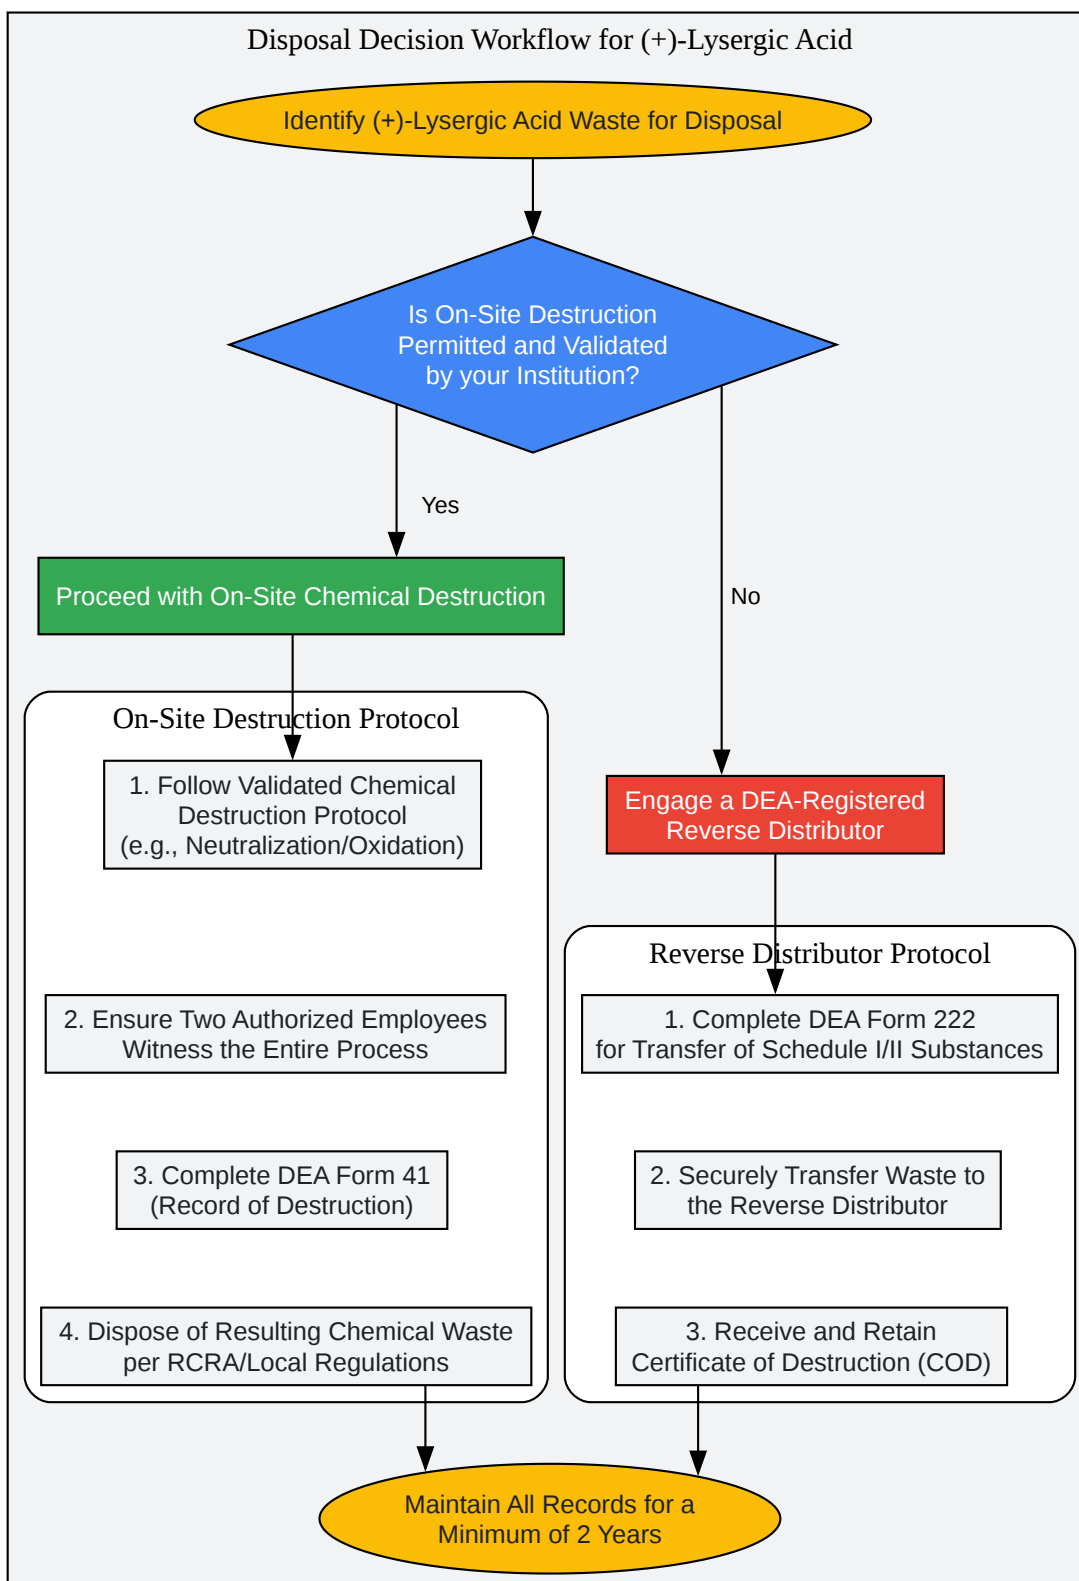 Disposal Decision Workflow for (+)-Lysergic Acid
Identify (+)-Lysergic Acid Waste for Disposal
Is On-Site Destruction
Permitted and Validated
by your Institution?
Yes
No
Proceed with On-Site Chemical Destruction
On-Site Destruction Protocol
1. Follow Validated Chemical
Destruction Protocol
(e.g., Neutralization/Oxidation)
2. Ensure Two Authorized Employees
Witness the Entire Process
3. Complete DEA Form 41
(Record of Destruction)
4. Dispose of Resulting Chemical Waste
per RCRA/Local Regulations
Engage a DEA-Registered
Reverse Distributor
Reverse Distributor Protocol
1. Complete DEA Form 222
for Transfer of Schedule I/II Substances
2. Securely Transfer Waste to
the Reverse Distributor
3. Receive and Retain
Certificate of Destruction (COD)
Maintain All Records for a
Minimum of 2 Years